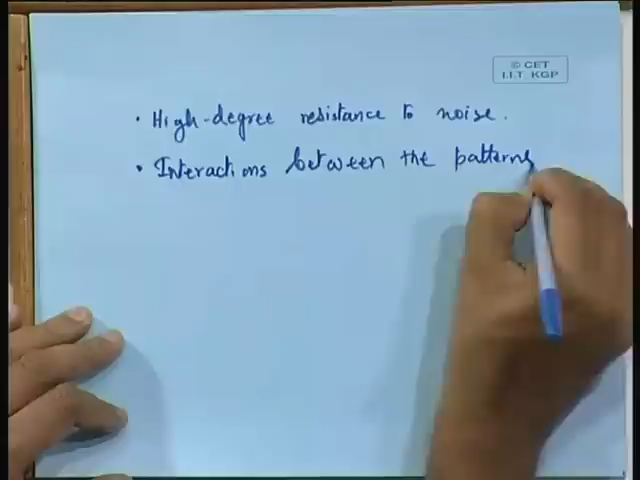 © CET
I.I.T. KGP
• High-degree resistance to noise.
• Interactions between the patterns